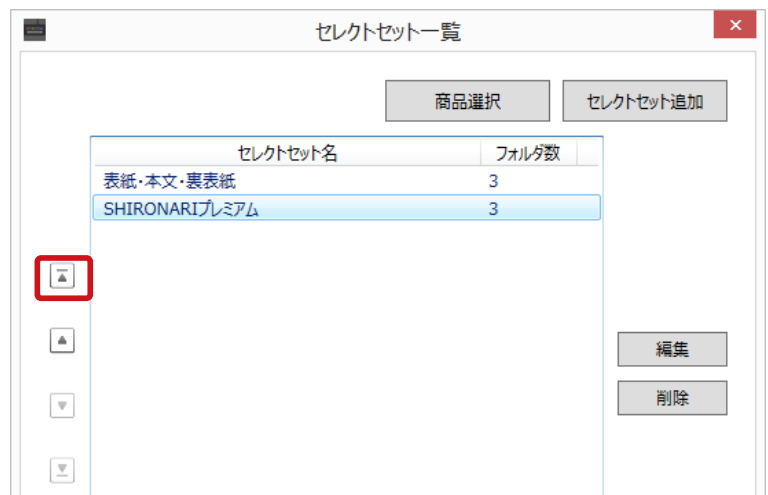 セレクトセット一覧
商品選択 セレクトセット追加
セレクトセット名 フォルダ数
表紙・本文・裏表紙 3
SHIRONARIプレミアム 3
編集
削除